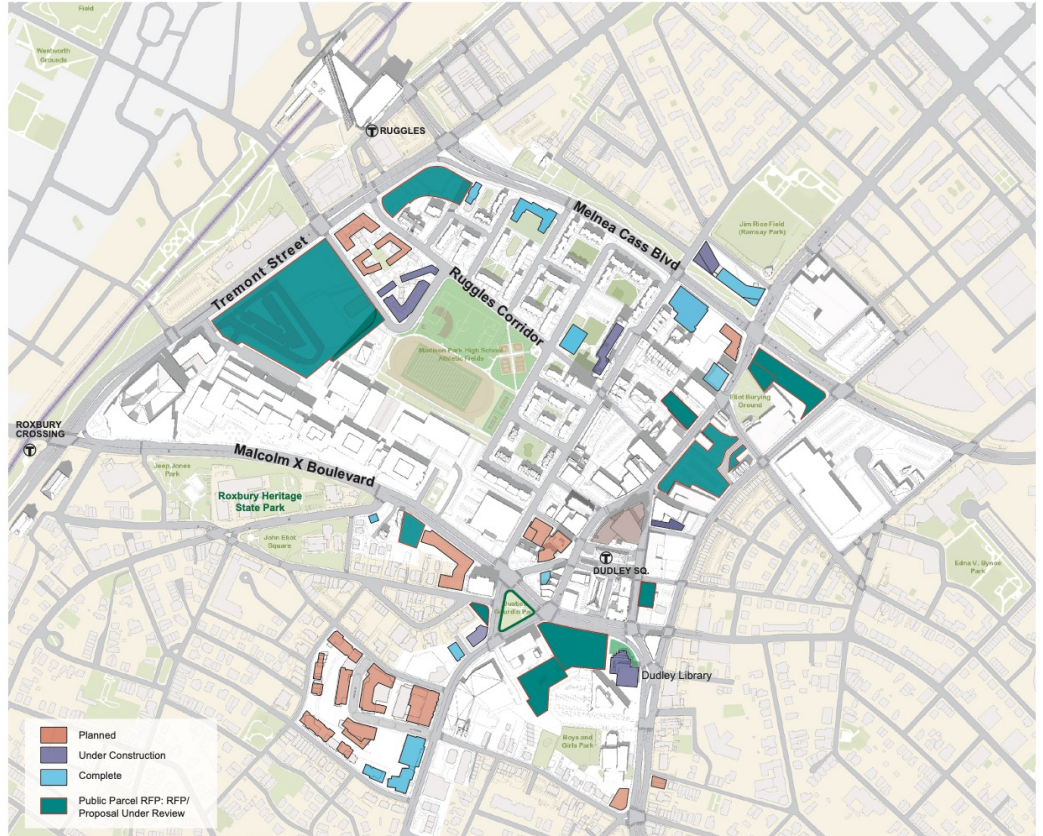 Field
Wentworth
Grounds
T RUGGLES
Jim Rice Field
(Ramsay Park)
Melnea Cass Blvd
Tremont Street
Ruggles Corridor
Madison Park High School
Athletic Fields
Eliot Burying
Ground
ROXBURY
CROSSING
T
Malcolm X Boulevard
Jeep Jones
Park
Roxbury Heritage
State Park
John Eliot
Square
T
DUDLEY SQ.
Edna V. Bynoe
Park
Dudley Library
Boys and
Girls Park
Planned
Under Construction
Complete
Public Parcel RFP: RFP/
Proposal Under Review